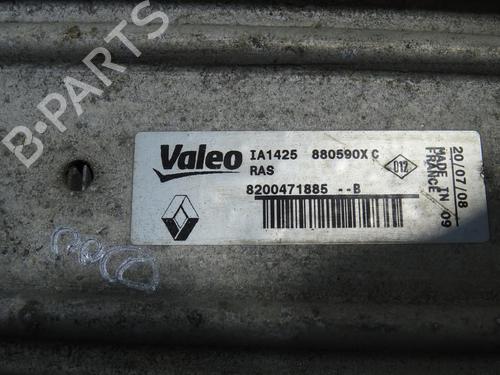 B-PARTS
Valeo
IA1425 880590X C
RAS
D12
8200471885 --B
20/07/08
MADE IN
FRANCE 09